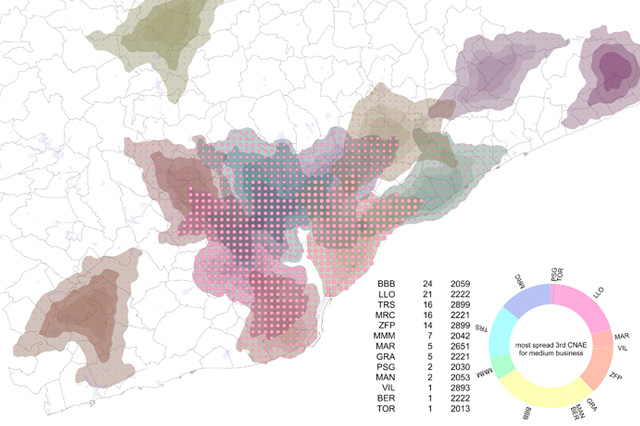 BBB 24 2059
LLO 21 2222
TRS 16 2899
MRC 16 2221
ZFP 14 2899
MMM 7 2042
MAR 5 2651
GRA 5 2221
PSG 2 2030
MAN 2 2053
VIL 1 2893
BER 1 2222
TOR 1 2013
most spread 3rd CNAE
for medium business
PSG
TOR
LLO
MAR
VIL
ZFP
GRA
MAN
BER
BBB
MMM
TRS
MRC